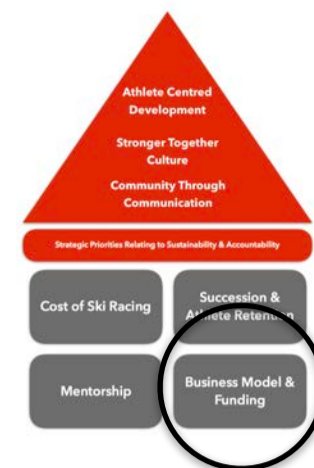 Athlete Centred
Development
Stronger Together
Culture
Community Through
Communication
Strategic Priorities Relating to Sustainability & Accountability
Cost of Ski Racing
Succession &
Athlete Retention
Mentorship
Business Model &
Funding